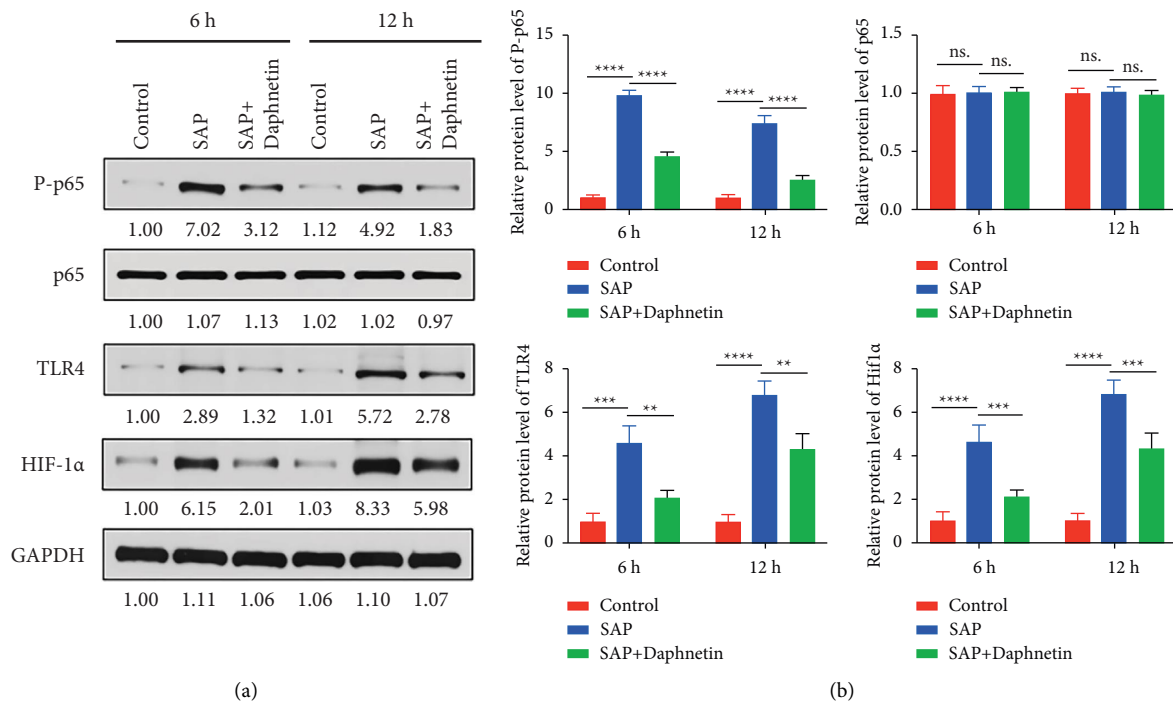 6 h 12 h
Control SAP SAP+ Daphnetin Control SAP SAP+ Daphnetin
P-p65
1.00 7.02 3.12 1.12 4.92 1.83
p65
1.00 1.07 1.13 1.02 1.02 0.97
TLR4
1.00 2.89 1.32 1.01 5.72 2.78
HIF-1α
1.00 6.15 2.01 1.03 8.33 5.98
GAPDH
1.00 1.11 1.06 1.06 1.10 1.07
(a)
Relative protein level of P-p65
15
10
5
0
**** **** **** ****
6 h 12 h
Control
SAP
SAP+Daphnetin
Relative protein level of p65
1.5
1.0
0.5
0.0
ns. ns. ns. ns.
6 h 12 h
Control
SAP
SAP+Daphnetin
Relative protein level of TLR4
8
6
4
2
0
*** ** **** **
6 h 12 h
Control
SAP
SAP+Daphnetin
Relative protein level of Hif1α
8
6
4
2
0
**** *** **** ***
6 h 12 h
Control
SAP
SAP+Daphnetin
(b)